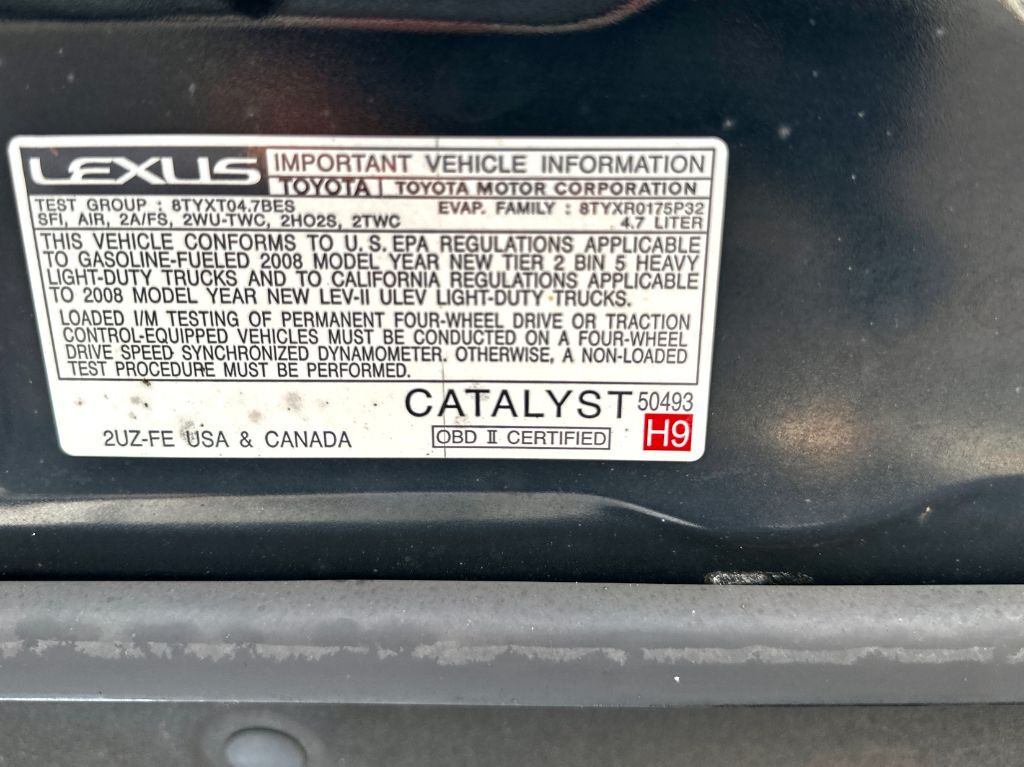 LEXUS IMPORTANT VEHICLE INFORMATION
TOYOTA TOYOTA MOTOR CORPORATION
TEST GROUP : 8TYXT04.7BES EVAP. FAMILY : 8TYXR0175P32
SFI, AIR, 2A/FS, 2WU-TWC, 2HO2S, 2TWC 4.7 LITER
THIS VEHICLE CONFORMS TO U.S. EPA REGULATIONS APPLICABLE
TO GASOLINE-FUELED 2008 MODEL YEAR NEW TIER 2 BIN 5 HEAVY
LIGHT-DUTY TRUCKS AND TO CALIFORNIA REGULATIONS APPLICABLE
TO 2008 MODEL YEAR NEW LEV-II ULEV LIGHT-DUTY TRUCKS.
LOADED I/M TESTING OF PERMANENT FOUR-WHEEL DRIVE OR TRACTION
CONTROL-EQUIPPED VEHICLES MUST BE CONDUCTED ON A FOUR-WHEEL
DRIVE SPEED SYNCHRONIZED DYNAMOMETER. OTHERWISE, A NON-LOADED
TEST PROCEDURE MUST BE PERFORMED.
CATALYST 50493
2UZ-FE USA & CANADA OBD II CERTIFIED H9